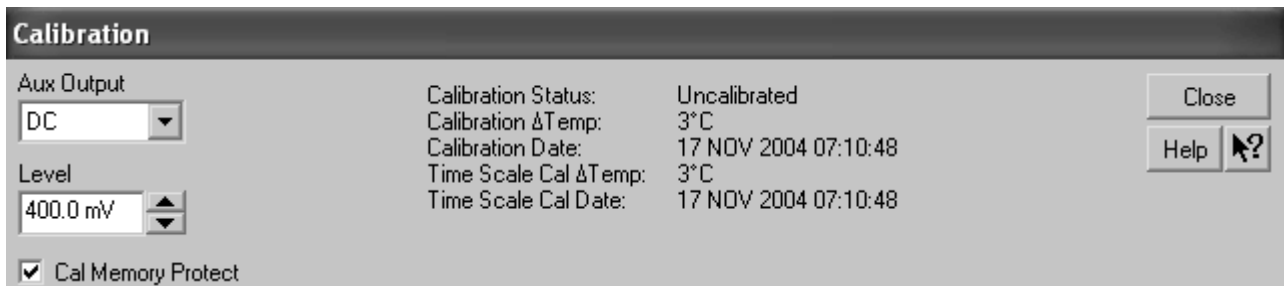 Calibration
Aux Output
DC
Level
400.0 mV
Cal Memory Protect
Calibration Status: Uncalibrated
Calibration ΔTemp: 3°C
Calibration Date: 17 NOV 2004 07:10:48
Time Scale Cal ΔTemp: 3°C
Time Scale Cal Date: 17 NOV 2004 07:10:48
Close
Help ?